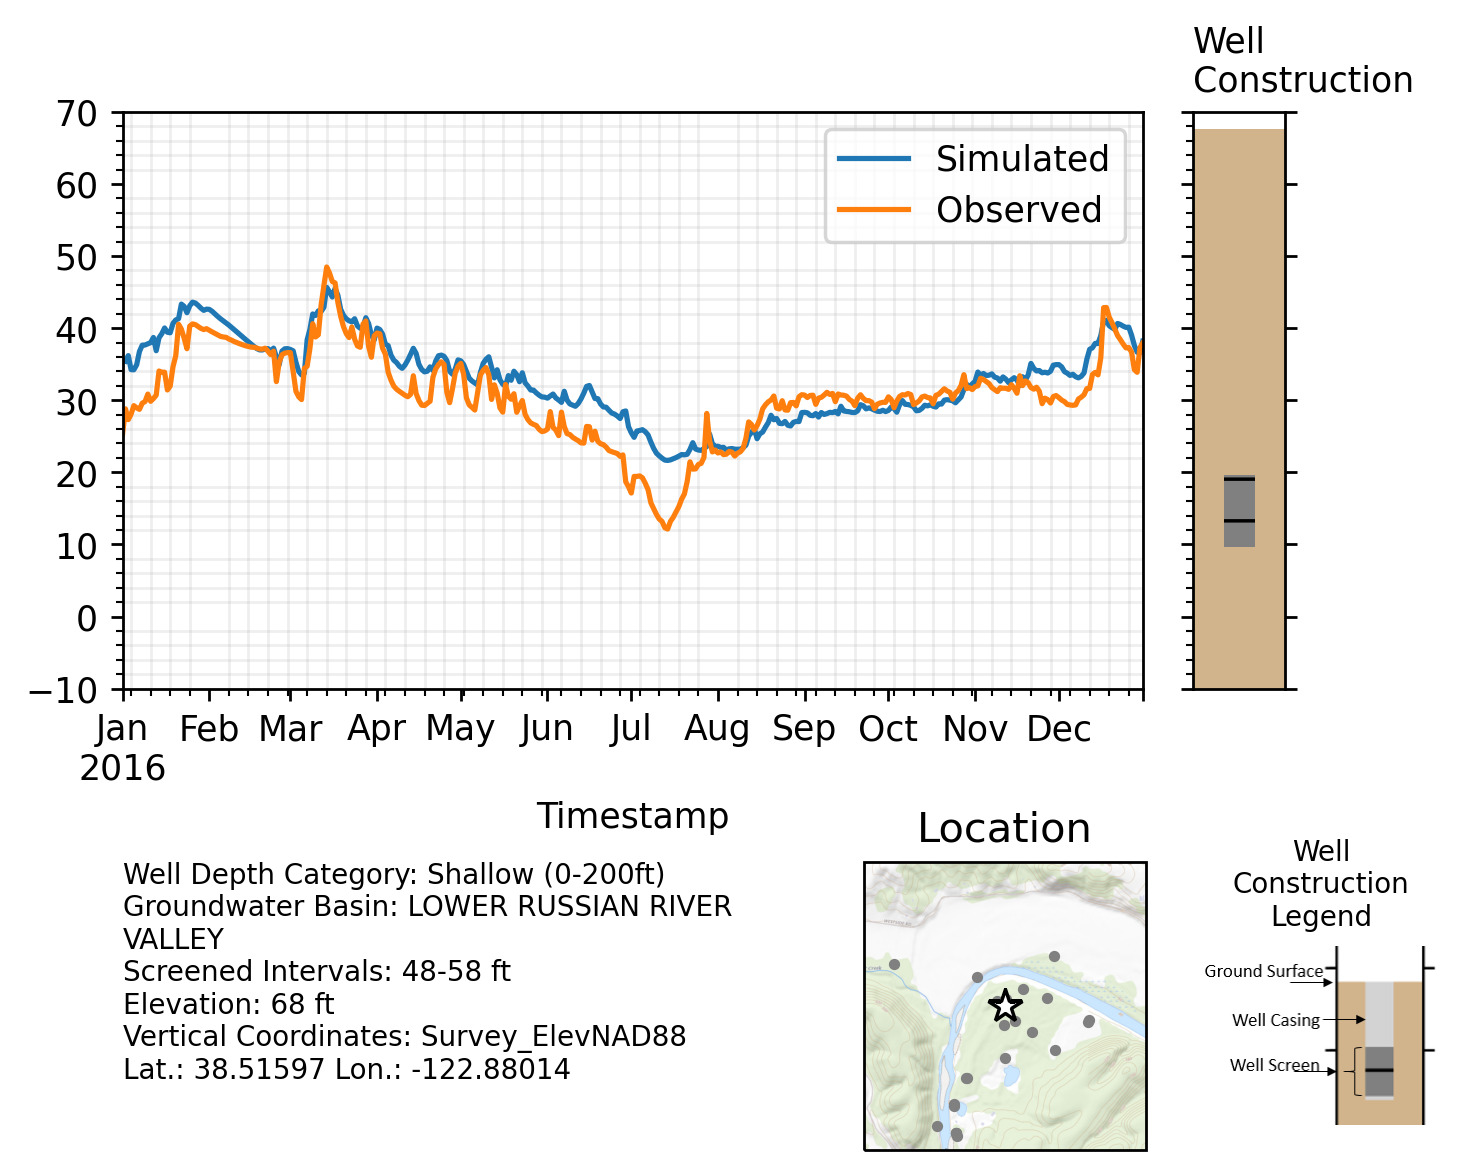 Well
Construction
70
60
50
40
30
20
10
0
−10
Simulated
Observed
Jan Feb Mar Apr May Jun Jul Aug Sep Oct Nov Dec
2016
Timestamp
Well Depth Category: Shallow (0-200ft)
Groundwater Basin: LOWER RUSSIAN RIVER
VALLEY
Screened Intervals: 48-58 ft
Elevation: 68 ft
Vertical Coordinates: Survey_ElevNAD88
Lat.: 38.51597 Lon.: -122.88014
Location
Well
Construction
Legend
Ground Surface
Well Casing
Well Screen